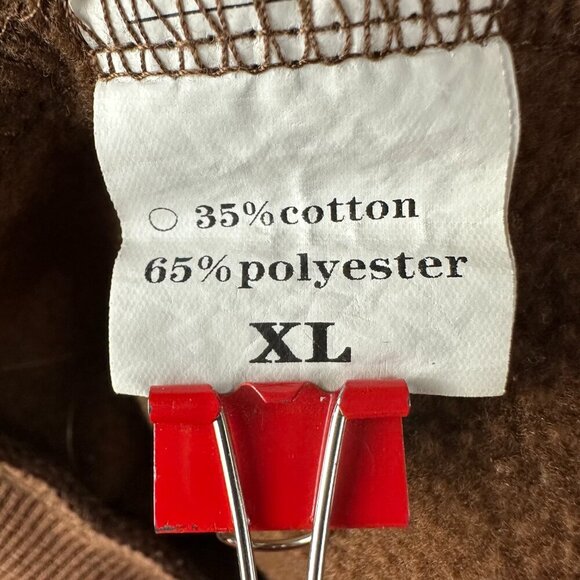 ○ 35%cotton
65%polyester
XL